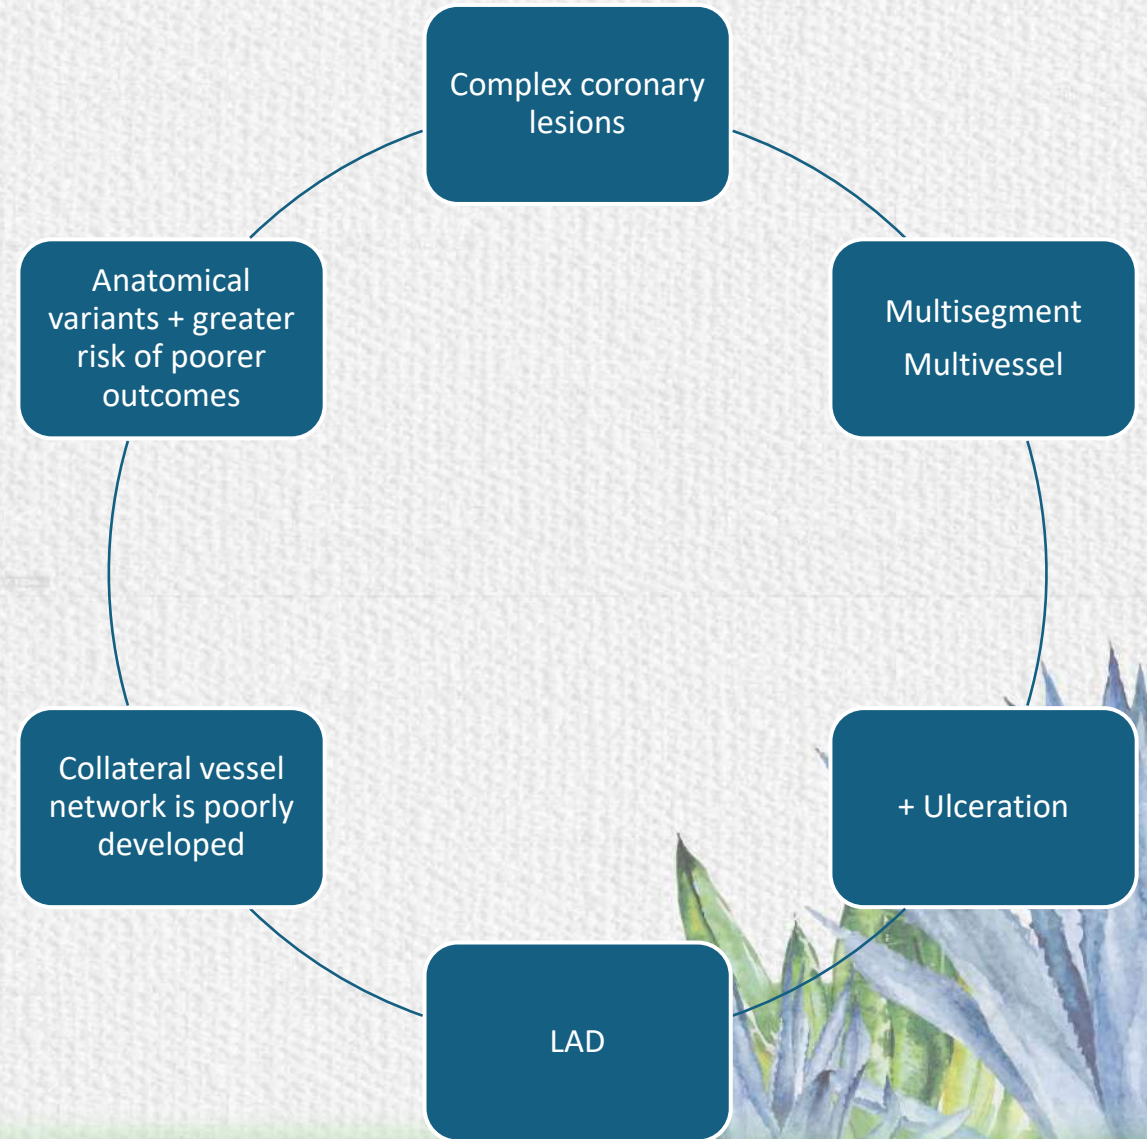 Complex coronary
lesions
Multisegment
Multivessel
+ Ulceration
LAD
Collateral vessel
network is poorly
developed
Anatomical
variants + greater
risk of poorer
outcomes